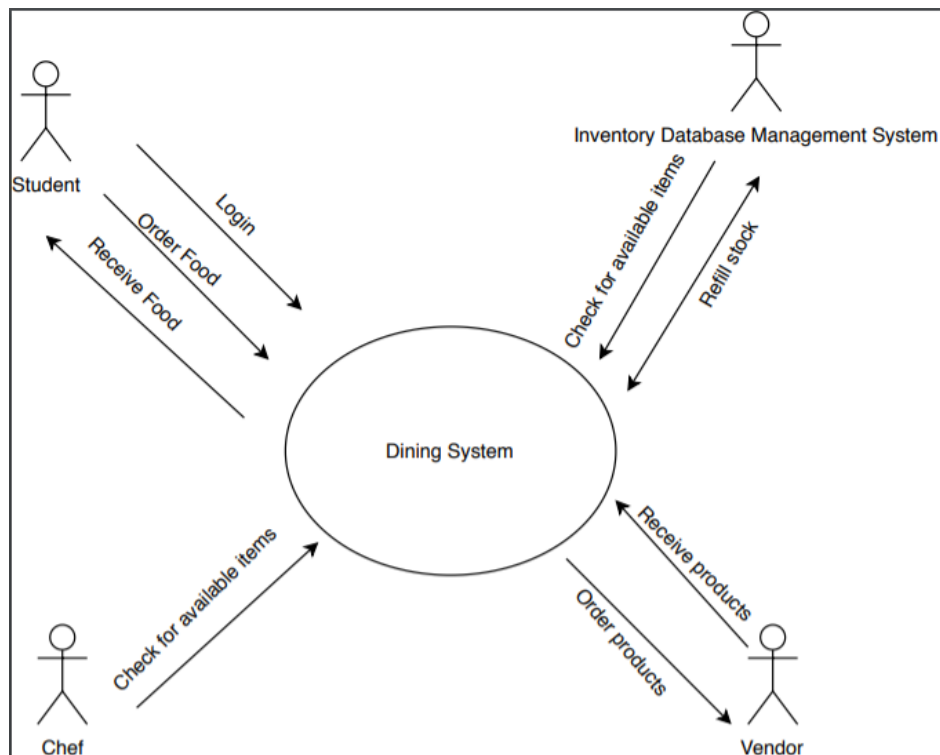 Inventory Database Management System
Student
Login
Order Food
Receive Food
Check for available items
Refill stock
Dining System
Check for available items
Receive products
Order products
Chef
Vendor